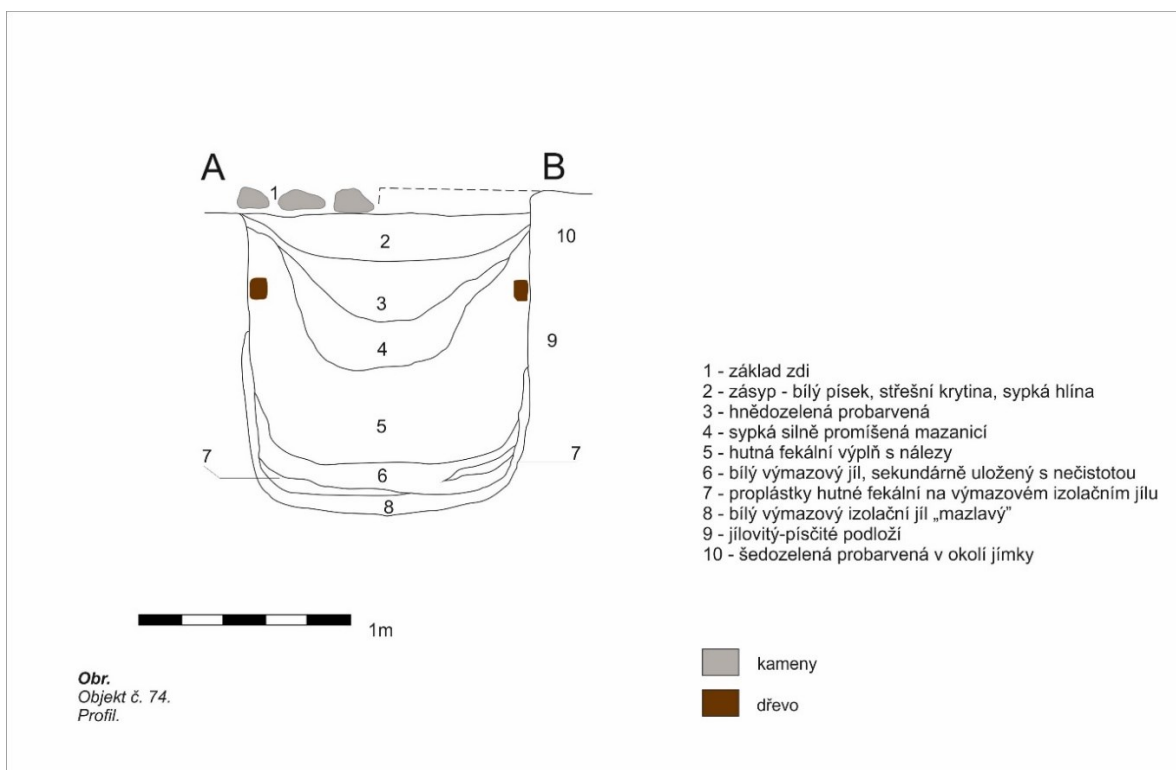 A
B
1
2
10
3
4
9
5
7
7
6
8
1 - základ zdi
2 - zásyp - bílý písek, střešní krytina, sypká hlína
3 - hnědozelená probarvená
4 - sypká silně promíšená mazanicí
5 - hutná fekální výplň s nálezy
6 - bílý výmazový jíl, sekundárně uložený s nečistotou
7 - proplástky hutné fekální na výmazovém izolačním jílu
8 - bílý výmazový izolační jíl „mazlavý”
9 - jílovitý-písčité podloží
10 - šedozelená probarvená v okolí jímky
1m
kameny
dřevo
Obr.
Objekt č. 74.
Profil.